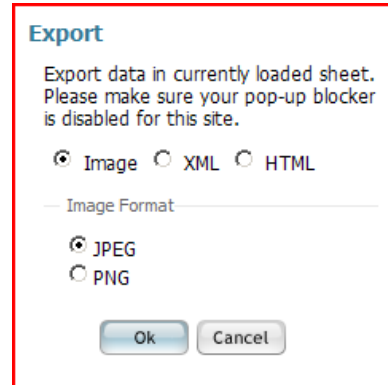 Export
Export data in currently loaded sheet.
Please make sure your pop-up blocker
is disabled for this site.
Image XML HTML
Image Format
JPEG
PNG
Ok Cancel